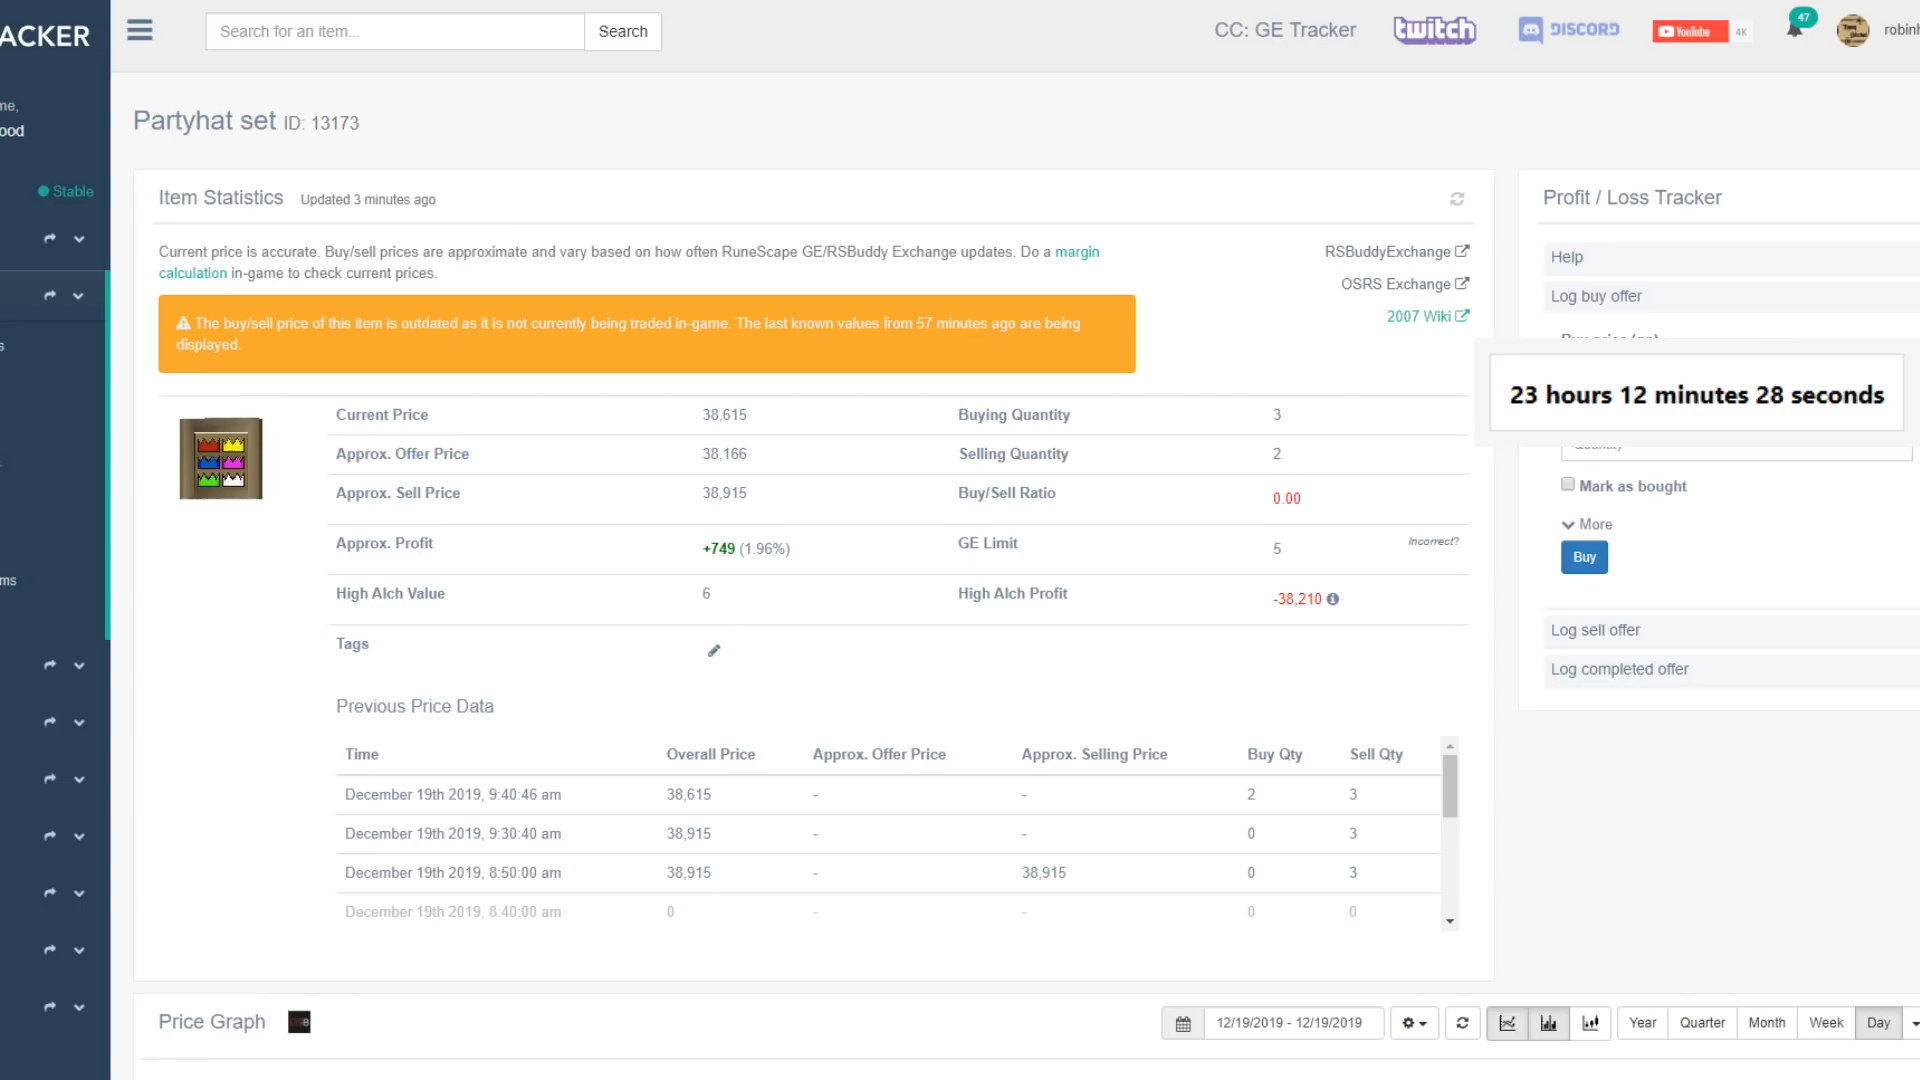 ACKER
Search for an item...
Search
CC: GE Tracker
twitch
DISCORD
YouTube
4K
47
robinh
me,
ood
Stable
s
ms
Partyhat set ID: 13173
Item Statistics Updated 3 minutes ago
Current price is accurate. Buy/sell prices are approximate and vary based on how often RuneScape GE/RSBuddy Exchange updates. Do a margin
calculation in-game to check current prices.
RSBuddyExchange
OSRS Exchange
2007 Wiki
The buy/sell price of this item is outdated as it is not currently being traded in-game. The last known values from 57 minutes ago are being
displayed.
Current Price 38,615 Buying Quantity 3
Approx. Offer Price 38,166 Selling Quantity 2
Approx. Sell Price 38,915 Buy/Sell Ratio 0.00
Approx. Profit +749 (1.96%) GE Limit 5 Incorrect?
High Alch Value 6 High Alch Profit -38,210
Tags
Previous Price Data
Time Overall Price Approx. Offer Price Approx. Selling Price Buy Qty Sell Qty
December 19th 2019, 9:40:46 am 38,615 - - 2 3
December 19th 2019, 9:30:40 am 38,915 - - 0 3
December 19th 2019, 8:50:00 am 38,915 - 38,915 0 3
December 19th 2019, 8:40:00 am 0 - - 0 0
Profit / Loss Tracker
Help
Log buy offer
23 hours 12 minutes 28 seconds
Mark as bought
More
Buy
Log sell offer
Log completed offer
Price Graph
12/19/2019 - 12/19/2019
Year Quarter Month Week Day